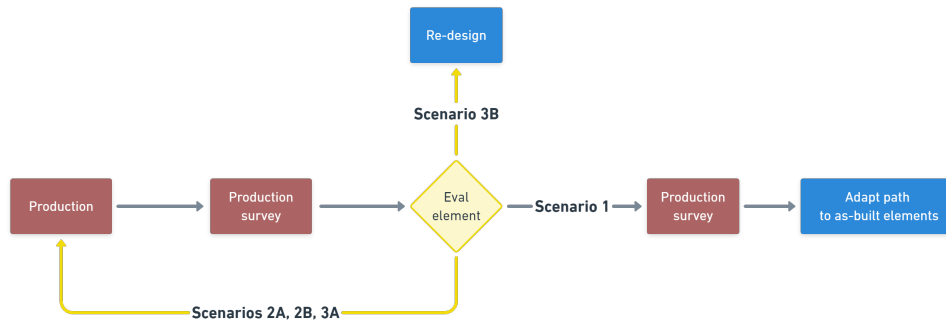 Re-design
Scenario 3B
Production
Production
survey
Eval
element
Scenario 1
Production
survey
Adapt path
to as-built elements
Scenarios 2A, 2B, 3A